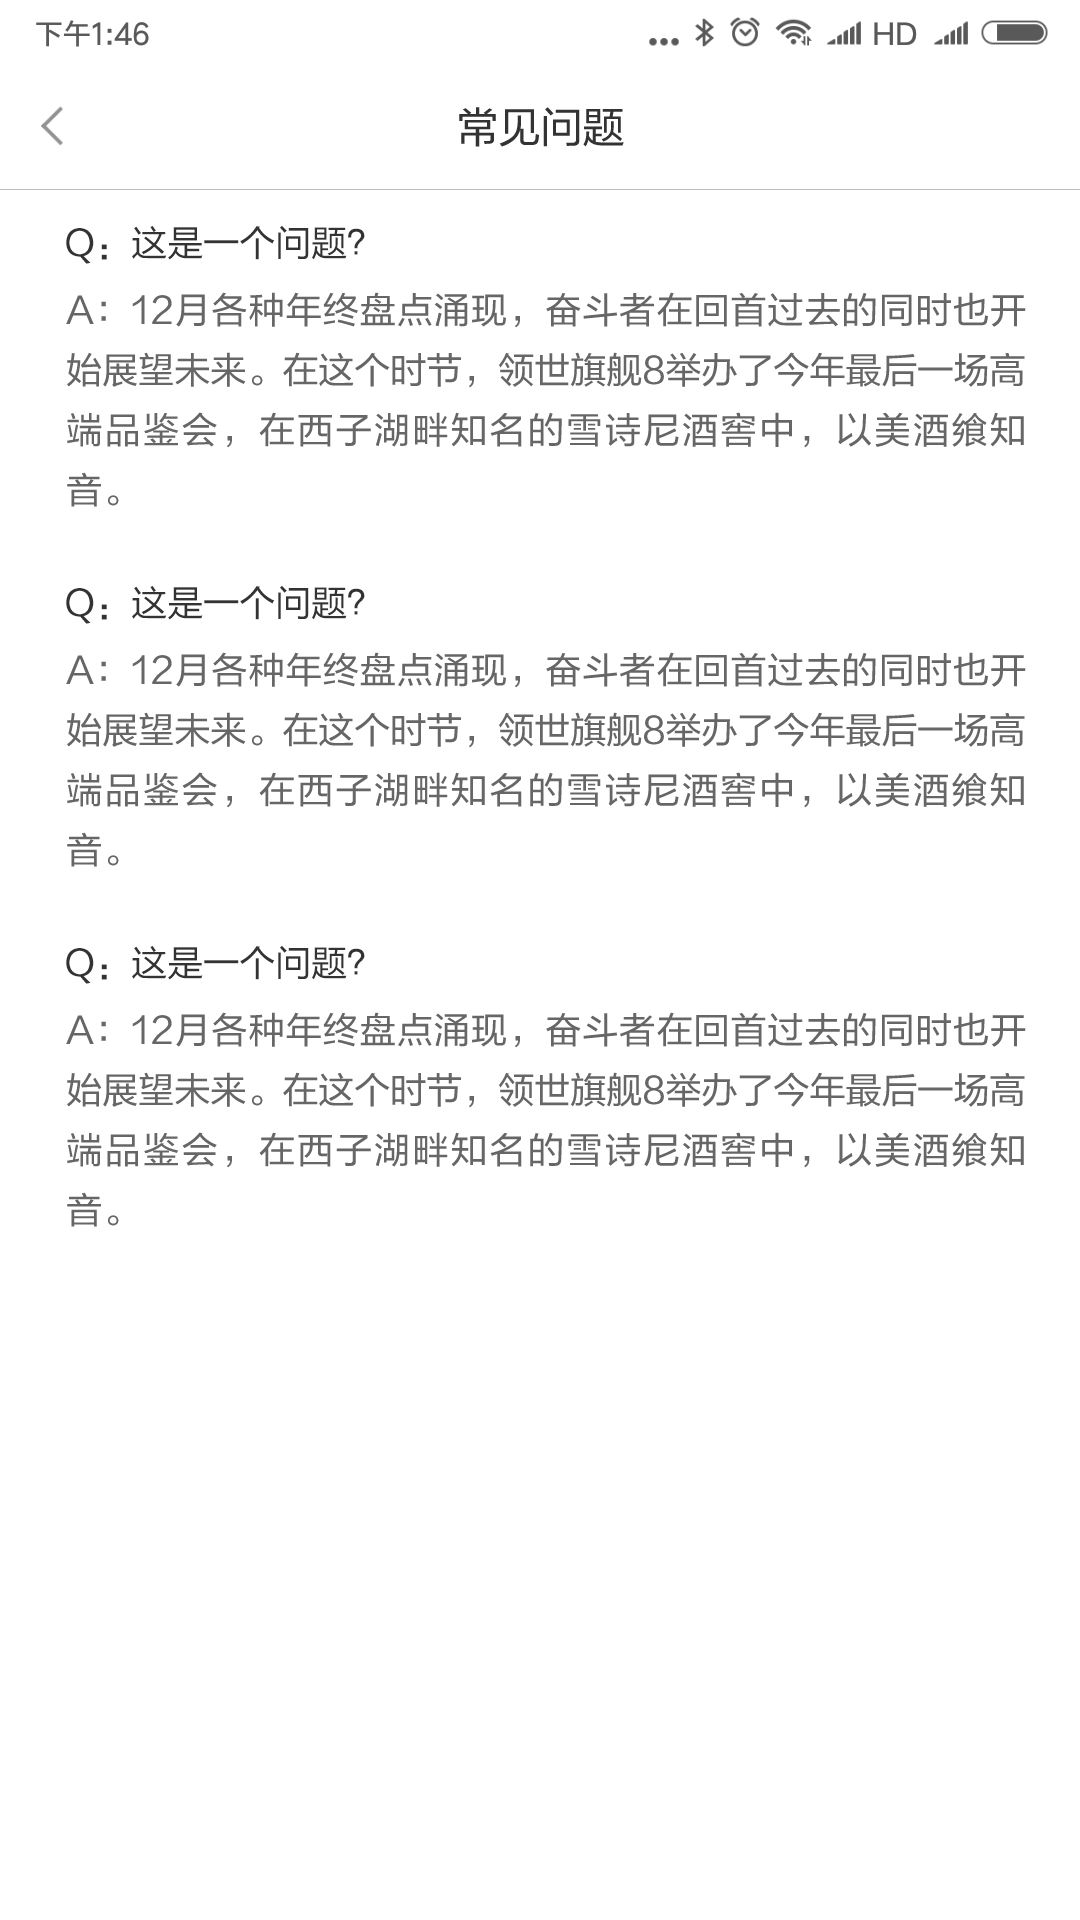 下午1:46
HD
常见问题
Q：这是一个问题?
A：12月各种年终盘点涌现，奋斗者在回首过去的同时也开
始展望未来。在这个时节，领世旗舰8举办了今年最后一场高
端品鉴会，在西子湖畔知名的雪诗尼酒窖中，以美酒飨知
音。
Q：这是一个问题?
A：12月各种年终盘点涌现，奋斗者在回首过去的同时也开
始展望未来。在这个时节，领世旗舰8举办了今年最后一场高
端品鉴会，在西子湖畔知名的雪诗尼酒窖中，以美酒飨知
音。
Q：这是一个问题?
A：12月各种年终盘点涌现，奋斗者在回首过去的同时也开
始展望未来。在这个时节，领世旗舰8举办了今年最后一场高
端品鉴会，在西子湖畔知名的雪诗尼酒窖中，以美酒飨知
音。